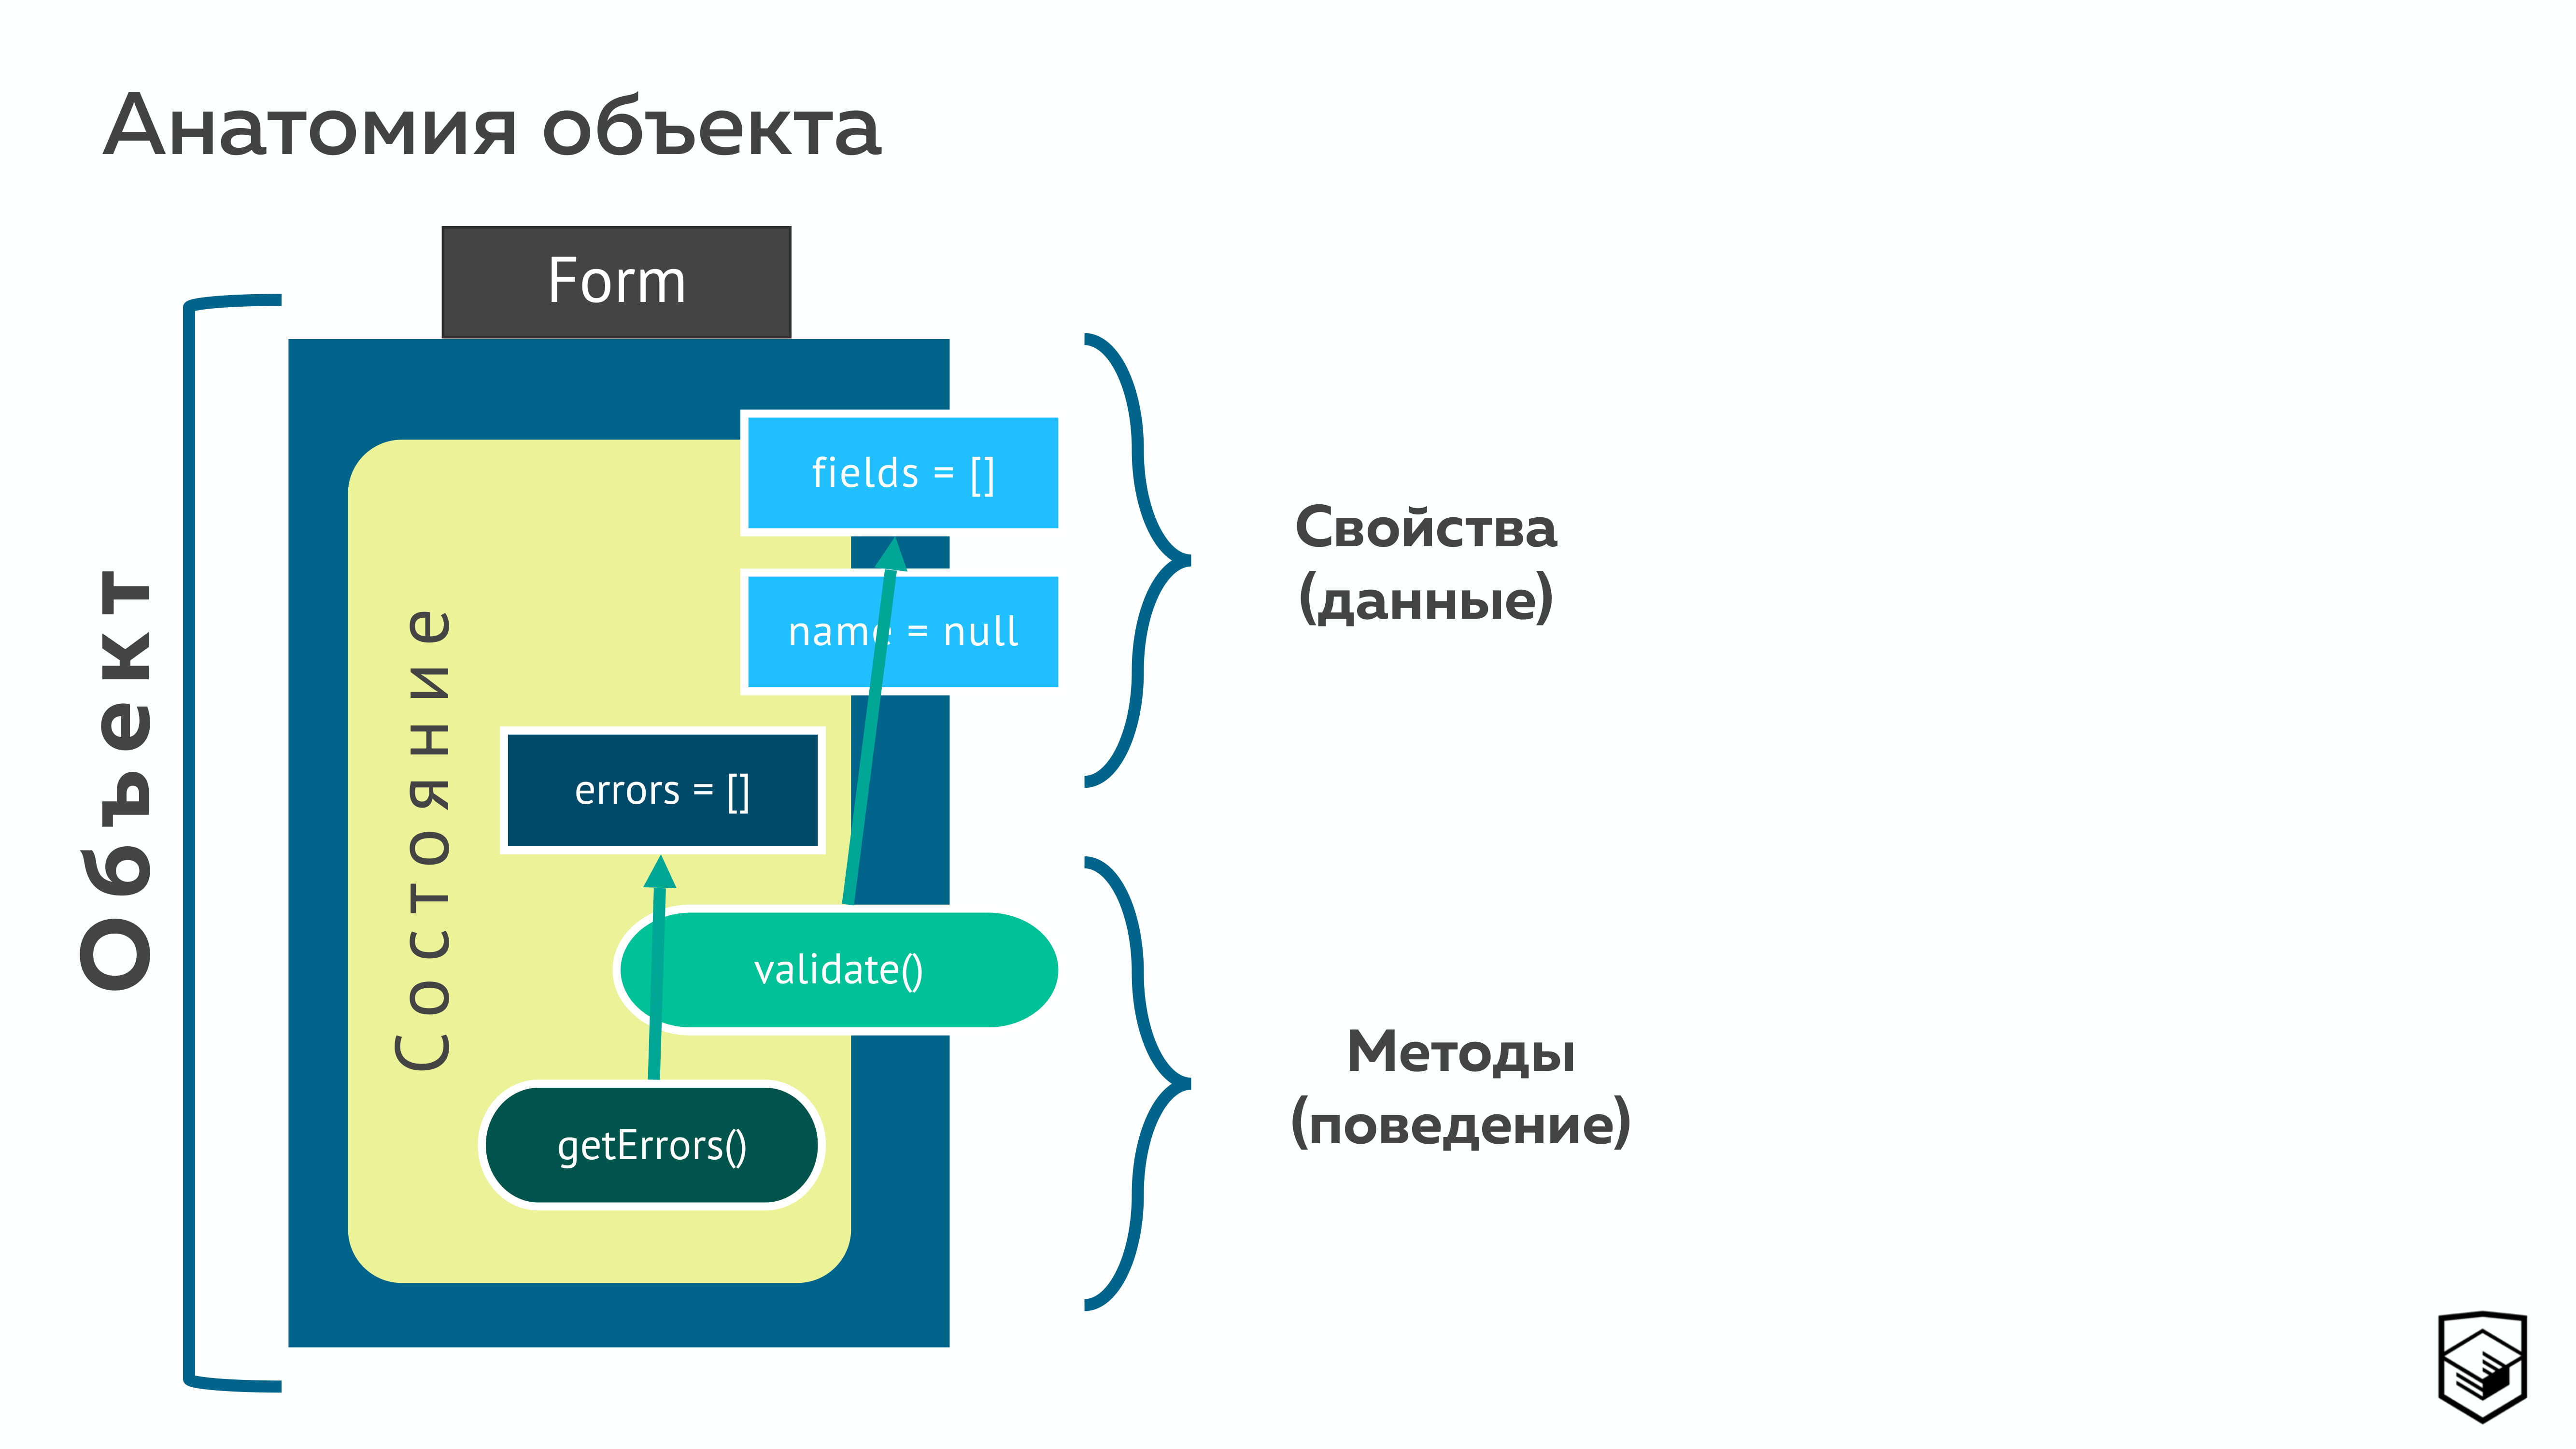 Анатомия объекта
Form
Объект
Состояние
fields = []
name = null
errors = []
validate()
getErrors()
Свойства
(данные)
Методы
(поведение)